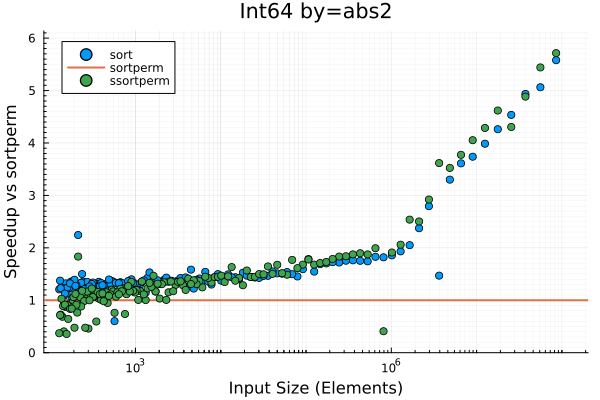 Int64 by=abs2
Speedup vs sortperm
6
5
4
3
2
1
0
sort
sortperm
ssortperm
10³
10⁶
Input Size (Elements)